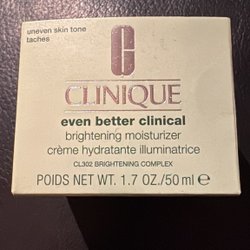 uneven skin tone
taches
C
CLINIQUE
even better clinical
brightening moisturizer
crème hydratante illuminatrice
CL302 BRIGHTENING COMPLEX
POIDS NET WT. 1.7 OZ./50 ml ℮